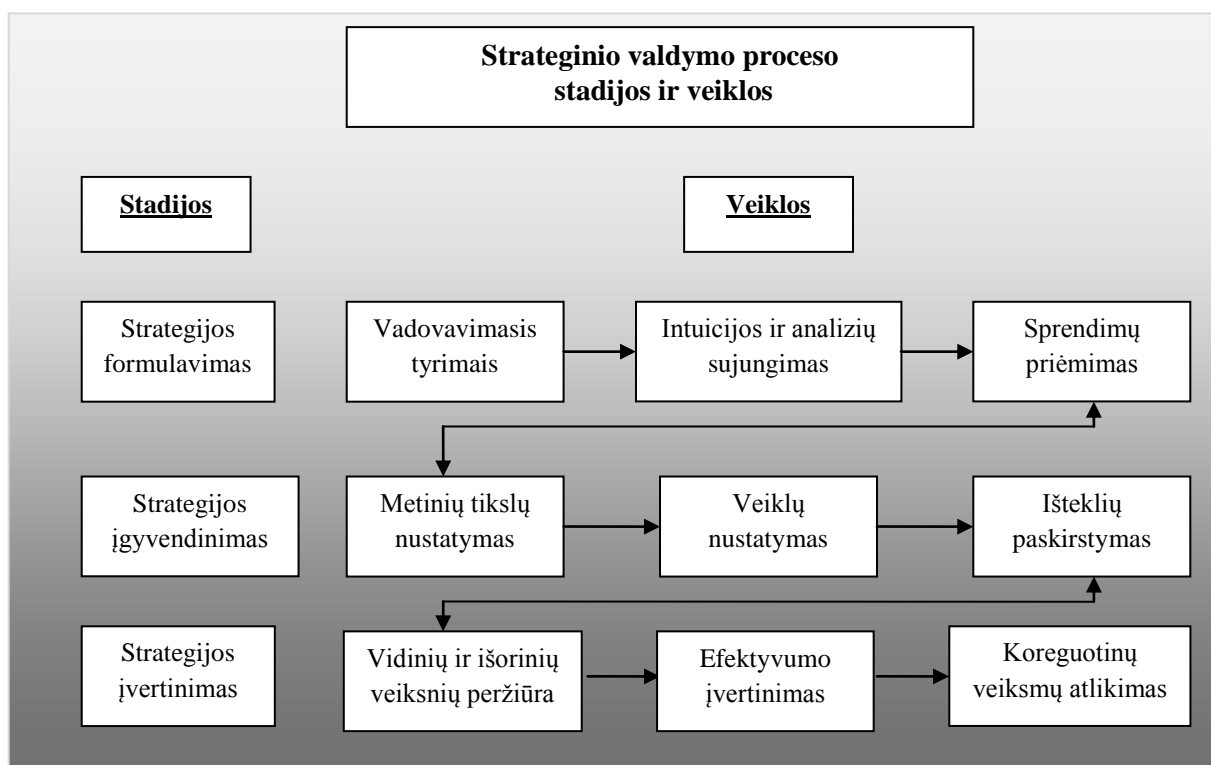 Strateginio valdymo proceso
stadijos ir veiklos
Stadijos
Veiklos
Strategijos
formulavimas
Vadovavimasis
tyrimais
Intuicijos ir analizių
sujungimas
Sprendimų
priėmimas
Strategijos
įgyvendinimas
Metinių tikslų
nustatymas
Veiklų
nustatymas
Išteklių
paskirstymas
Strategijos
įvertinimas
Vidinių ir išorinių
veiksnių peržiūra
Efektyvumo
įvertinimas
Koreguotinų
veiksmų atlikimas